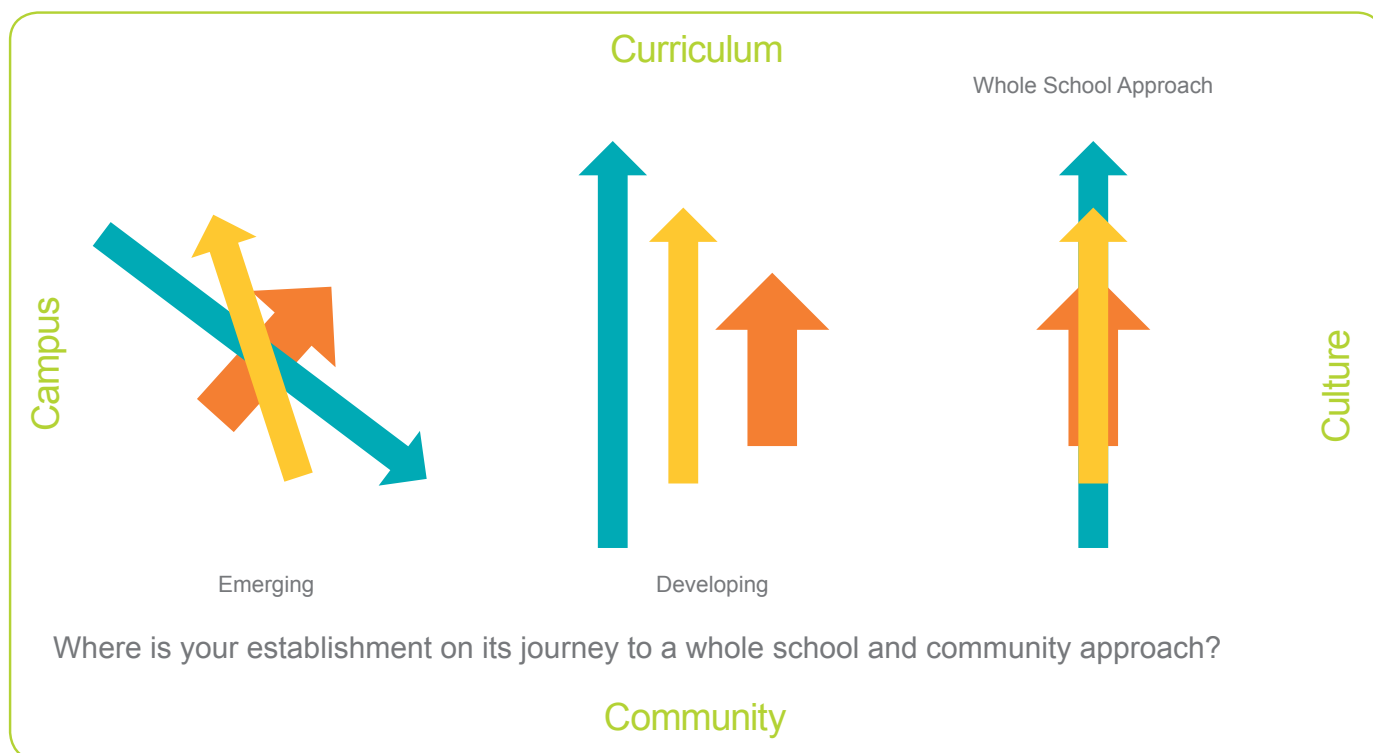 Curriculum
Whole School Approach
Campus
Culture
Emerging
Developing
Where is your establishment on its journey to a whole school and community approach?
Community